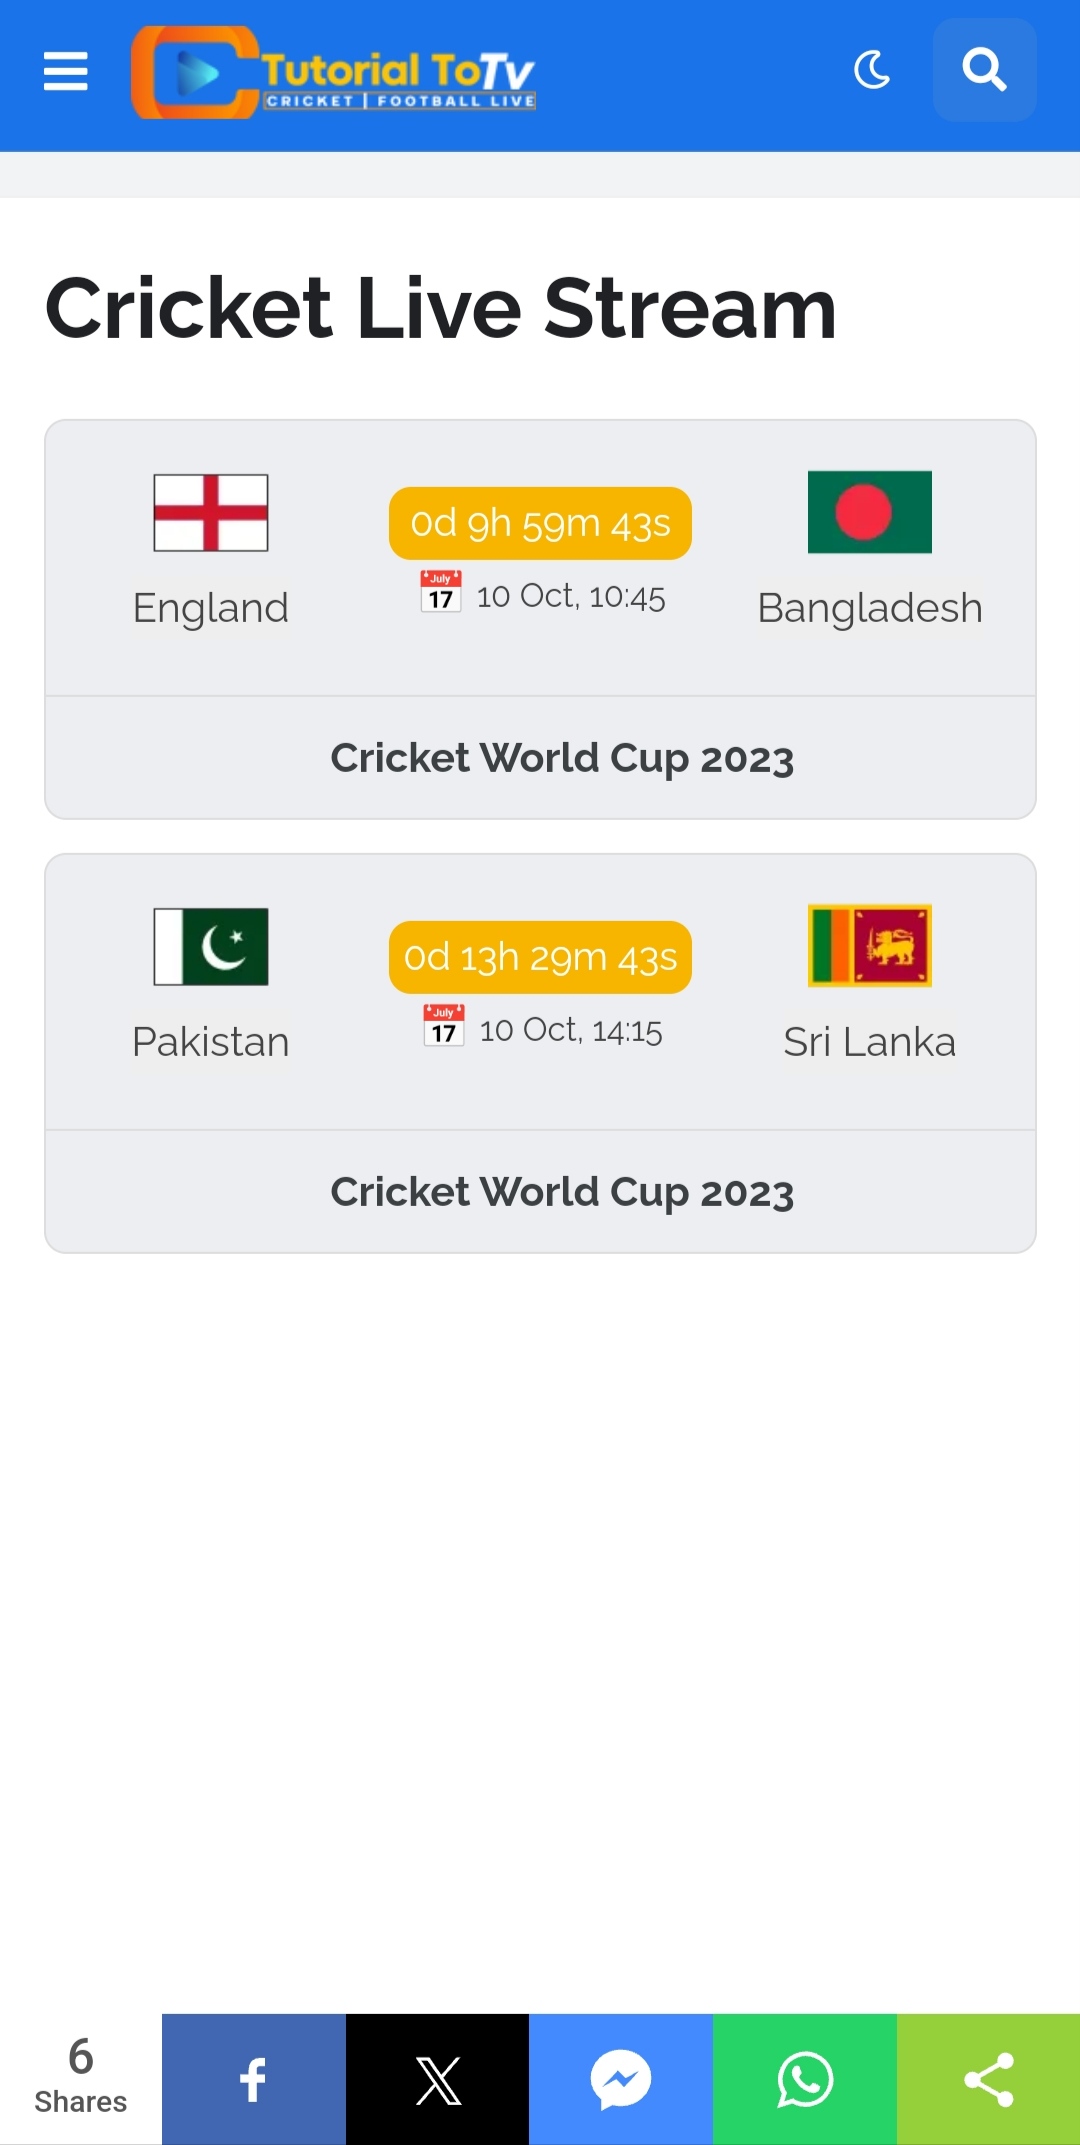 Tutorial ToTv
CRICKET | FOOTBALL LIVE
Cricket Live Stream
0d 9h 59m 43s
July
17
10 Oct, 10:45
England
Bangladesh
Cricket World Cup 2023
0d 13h 29m 43s
July
17
10 Oct, 14:15
Pakistan
Sri Lanka
Cricket World Cup 2023
6
Shares